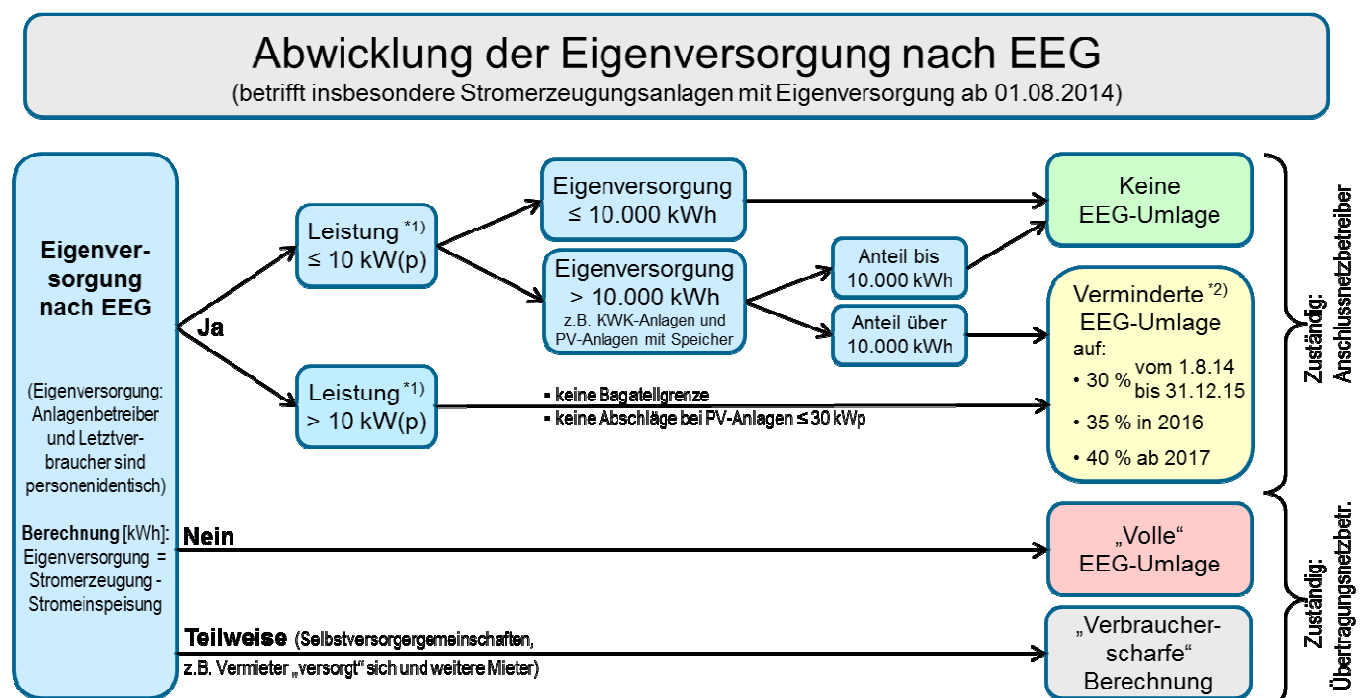 Abwicklung der Eigenversorgung nach EEG
(betrifft insbesondere Stromerzeugungsanlagen mit Eigenversorgung ab 01.08.2014)
Eigenver-
sorgung
nach EEG
(Eigenversorgung:
Anlagenbetreiber
und Letztver-
braucher sind
personenidentisch)
Berechnung [kWh]:
Eigenversorgung =
Stromerzeugung -
Stromeinspeisung
Ja
Leistung *1)
≤ 10 kW(p)
Eigenversorgung
≤ 10.000 kWh
Eigenversorgung
> 10.000 kWh
z.B. KWK-Anlagen und
PV-Anlagen mit Speicher
Anteil bis
10.000 kWh
Anteil über
10.000 kWh
Keine
EEG-Umlage
Leistung *1)
> 10 kW(p)
▪ keine Bagatellgrenze
▪ keine Abschläge bei PV-Anlagen ≤ 30 kWp
Verminderte *2)
EEG-Umlage
auf:
• 30 % vom 1.8.14
bis 31.12.15
• 35 % in 2016
• 40 % ab 2017
Zuständig:
Anschlussnetzbetreiber
Nein
„Volle“
EEG-Umlage
Teilweise (Selbstversorgergemeinschaften,
z.B. Vermieter „versorgt“ sich und weitere Mieter)
„Verbraucher-
scharfe“
Berechnung
Zuständig:
Übertragungsnetzbetr.